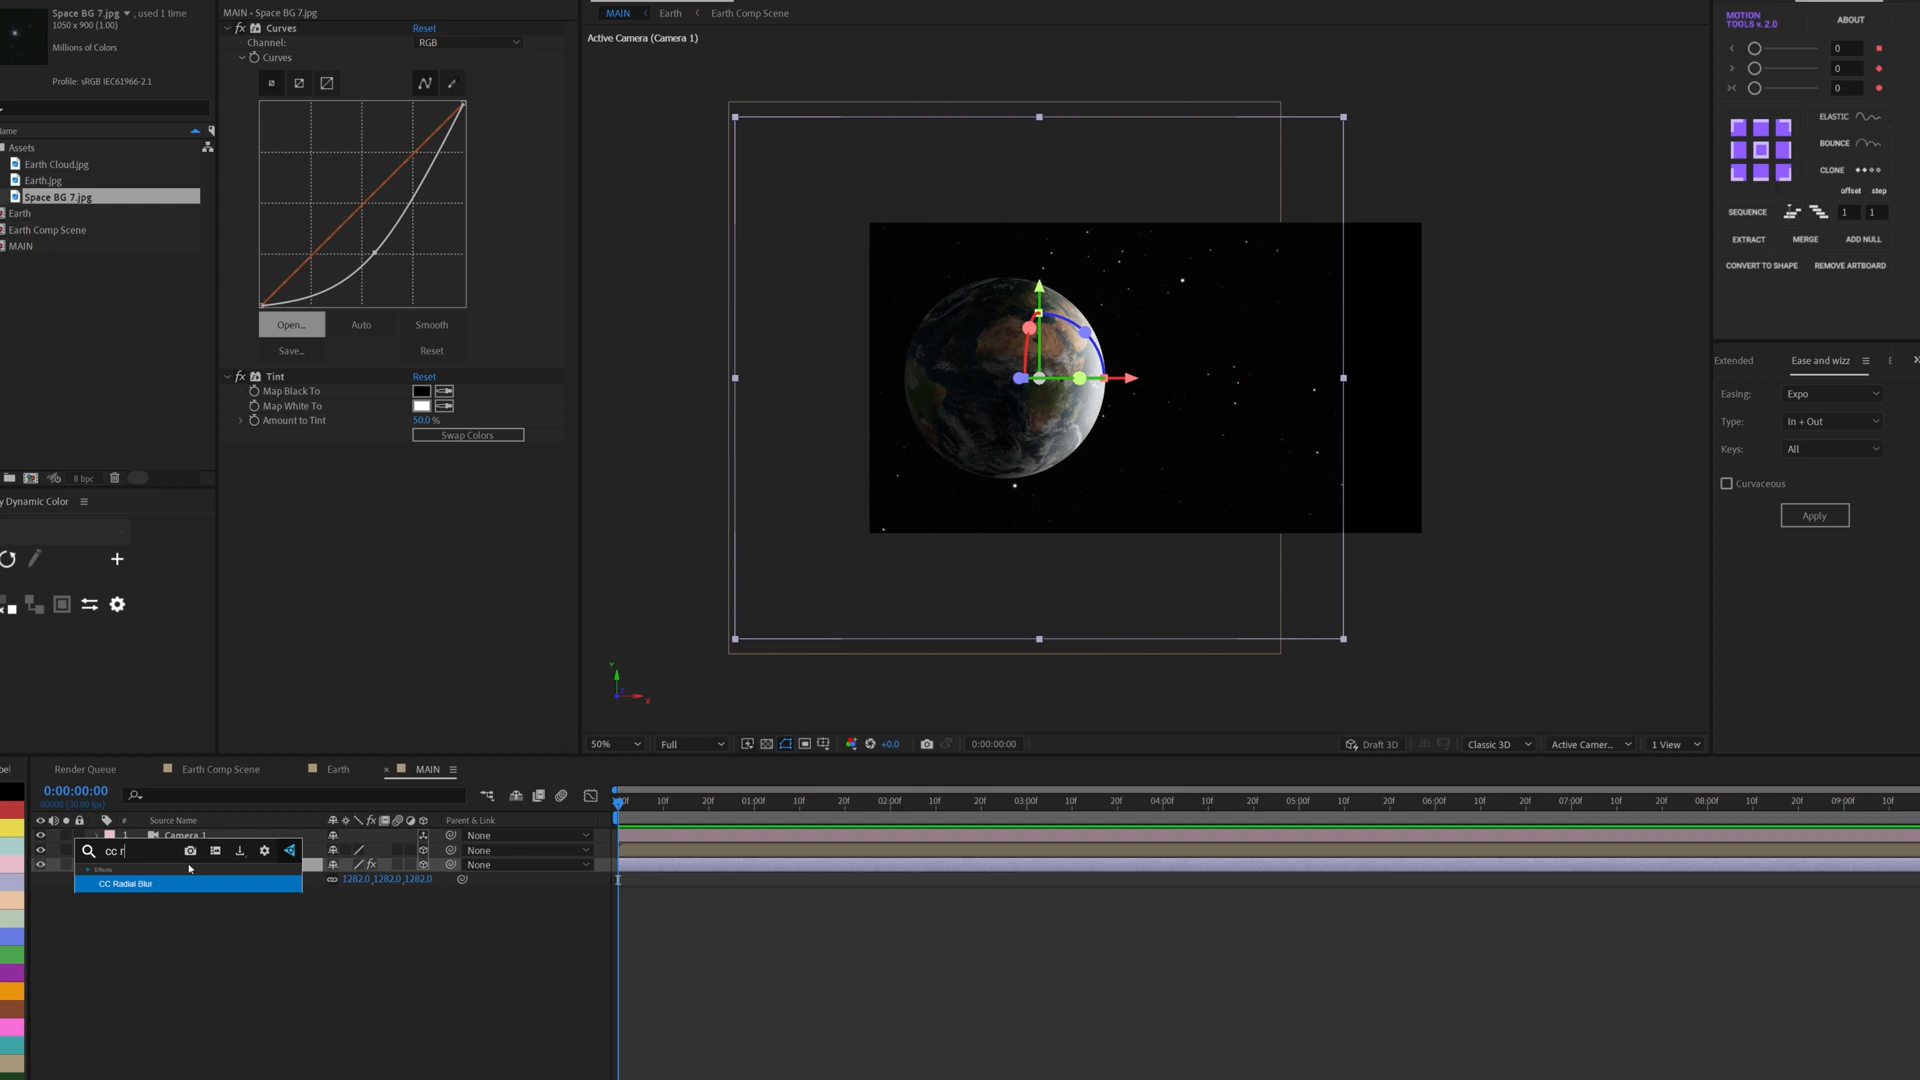 Space BG 7.jpg ▾ , used 1 time
1050 x 900 (1.00)
Millions of Colors
Profile: sRGB IEC61966-2.1
Name
Assets
Earth Cloud.jpg
Earth.jpg
Space BG 7.jpg
Earth
Earth Comp Scene
MAIN
8 bpc
y Dynamic Color
MAIN • Space BG 7.jpg
fx Curves Reset
Channel: RGB
Curves
Open... Auto Smooth
Save... Reset
fx Tint Reset
Map Black To
Map White To
Amount to Tint 50.0 %
Swap Colors
MAIN Earth Earth Comp Scene
Active Camera (Camera 1)
Y
X
50% Full +0.0 0:00:00:00 Draft 3D Classic 3D Active Camer... 1 View
MOTION
TOOLS v. 2.0
ABOUT
0
0
0
ELASTIC
BOUNCE
CLONE
offset step
SEQUENCE 1 1
EXTRACT MERGE ADD NULL
CONVERT TO SHAPE REMOVE ARTBOARD
Extended Ease and wizz E
Easing: Expo
Type: In + Out
Keys: All
Curvaceous
Apply
Render Queue Earth Comp Scene Earth × MAIN
0:00:00:00
00000 (30.00 fps)
# Source Name fx Parent & Link
1 Camera 1 None
None
fx None
1282.0,1282.0,1282.0
cc r
Effects
CC Radial Blur
:00f 10f 20f 01:00f 10f 20f 02:00f 10f 20f 03:00f 10f 20f 04:00f 10f 20f 05:00f 10f 20f 06:00f 10f 20f 07:00f 10f 20f 08:00f 10f 20f 09:00f 10f